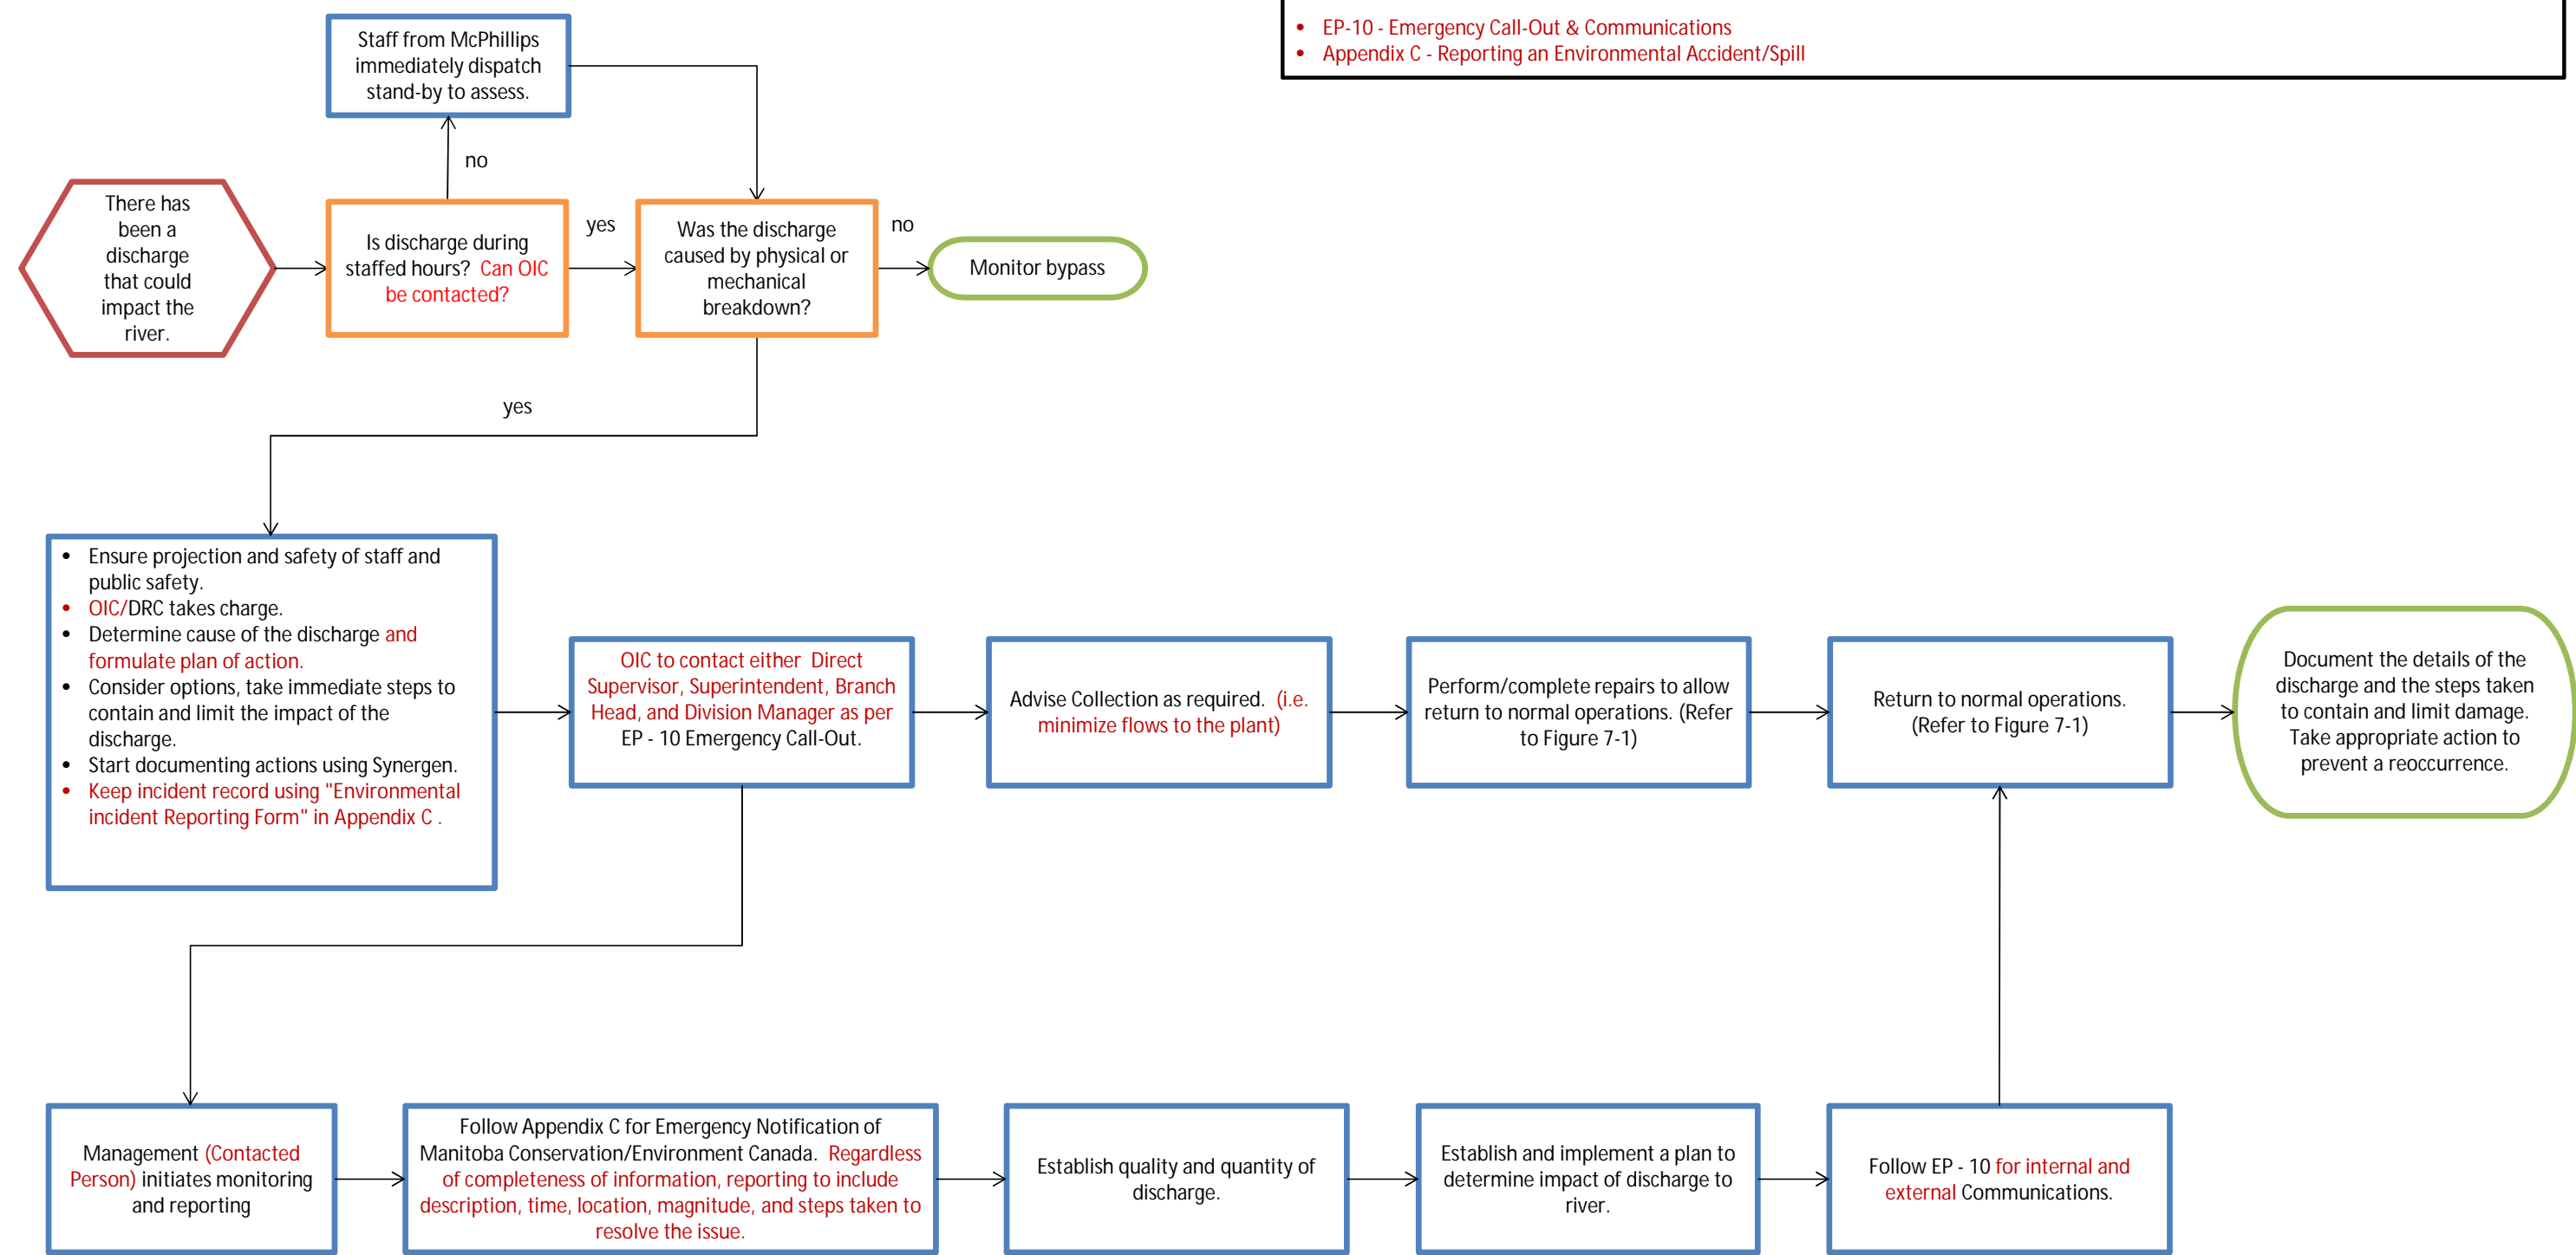 • EP-10 - Emergency Call-Out & Communications
• Appendix C - Reporting an Environmental Accident/Spill
Staff from McPhillips
immediately dispatch
stand-by to assess.
no
There has
been a
discharge
that could
impact the
river.
Is discharge during
staffed hours? Can OIC
be contacted?
yes
Was the discharge
caused by physical or
mechanical
breakdown?
no
Monitor bypass
yes
• Ensure projection and safety of staff and
public safety.
• OIC/DRC takes charge.
• Determine cause of the discharge and
formulate plan of action.
• Consider options, take immediate steps to
contain and limit the impact of the
discharge.
• Start documenting actions using Synergen.
• Keep incident record using "Environmental
incident Reporting Form" in Appendix C .
OIC to contact either Direct
Supervisor, Superintendent, Branch
Head, and Division Manager as per
EP - 10 Emergency Call-Out.
Advise Collection as required. (i.e.
minimize flows to the plant)
Perform/complete repairs to allow
return to normal operations. (Refer
to Figure 7-1)
Return to normal operations.
(Refer to Figure 7-1)
Document the details of the
discharge and the steps taken
to contain and limit damage.
Take appropriate action to
prevent a reoccurrence.
Management (Contacted
Person) initiates monitoring
and reporting
Follow Appendix C for Emergency Notification of
Manitoba Conservation/Environment Canada. Regardless
of completeness of information, reporting to include
description, time, location, magnitude, and steps taken to
resolve the issue.
Establish quality and quantity of
discharge.
Establish and implement a plan to
determine impact of discharge to
river.
Follow EP - 10 for internal and
external Communications.